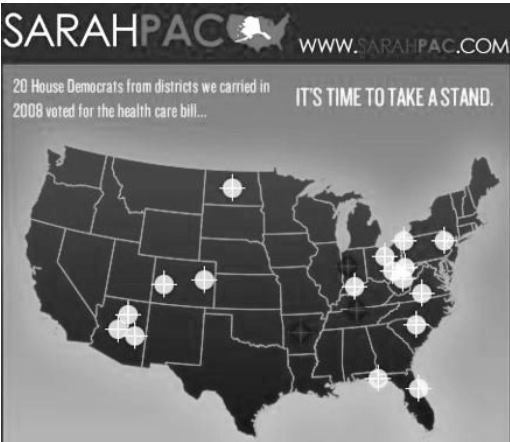 SARAHPAC
WWW.SARAHPAC.COM
20 House Democrats from districts we carried in
2008 voted for the health care bill...
IT'S TIME TO TAKE A STAND.